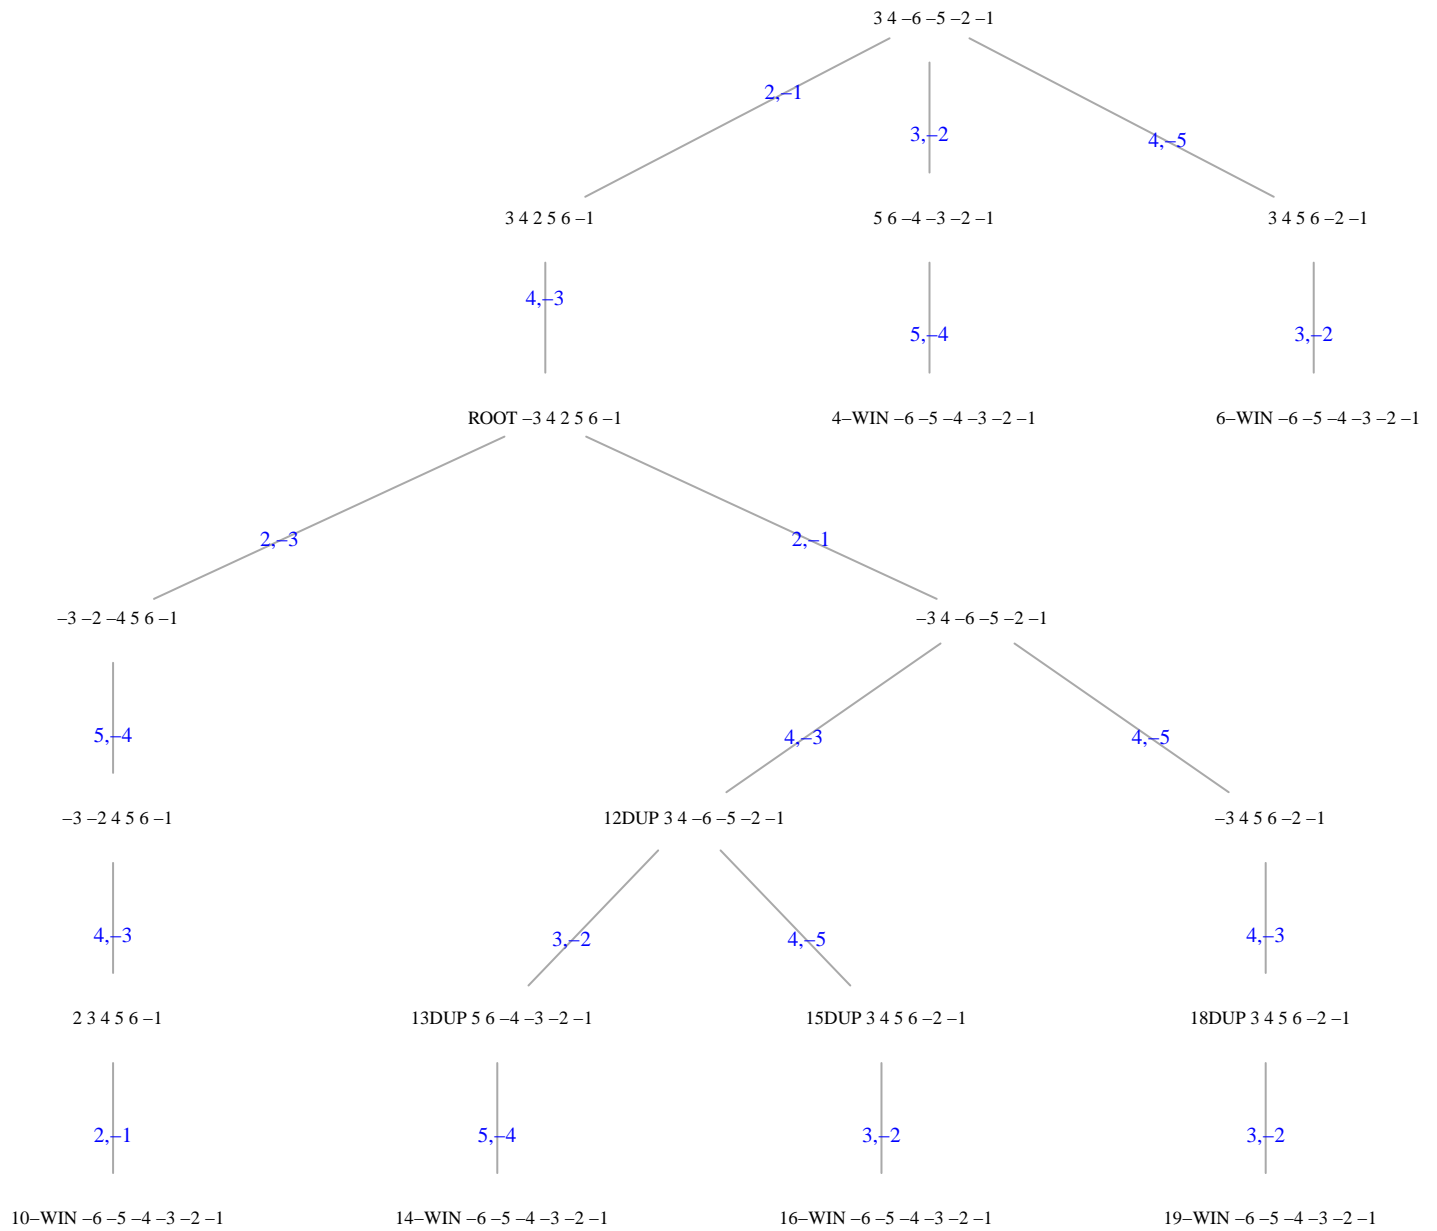 3 4 –6 –5 –2 –1
2,–1
3,–2
4,–5
3 4 2 5 6 –1
5 6 –4 –3 –2 –1
3 4 5 6 –2 –1
4,–3
5,–4
3,–2
ROOT –3 4 2 5 6 –1
4–WIN –6 –5 –4 –3 –2 –1
6–WIN –6 –5 –4 –3 –2 –1
2,–3
2,–1
–3 –2 –4 5 6 –1
–3 4 –6 –5 –2 –1
5,–4
4,–3
4,–5
–3 –2 4 5 6 –1
12DUP 3 4 –6 –5 –2 –1
–3 4 5 6 –2 –1
4,–3
3,–2
4,–5
4,–3
2 3 4 5 6 –1
13DUP 5 6 –4 –3 –2 –1
15DUP 3 4 5 6 –2 –1
18DUP 3 4 5 6 –2 –1
2,–1
5,–4
3,–2
3,–2
10–WIN –6 –5 –4 –3 –2 –1
14–WIN –6 –5 –4 –3 –2 –1
16–WIN –6 –5 –4 –3 –2 –1
19–WIN –6 –5 –4 –3 –2 –1